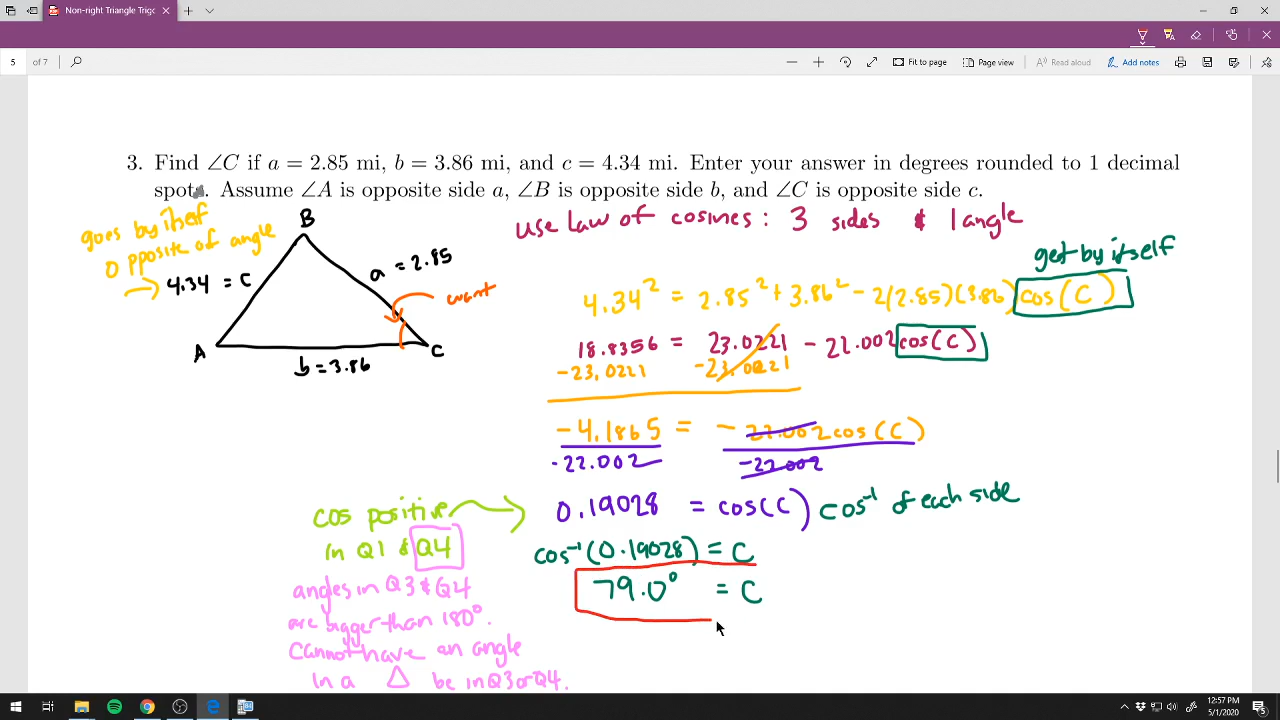 Non-right Triangle Trig
5 of 7
Fit to page
Page view
Read aloud
Add notes
3. Find ∠C if a = 2.85 mi, b = 3.86 mi, and c = 4.34 mi. Enter your answer in degrees rounded to 1 decimal
spots. Assume ∠A is opposite side a, ∠B is opposite side b, and ∠C is opposite side c.
goes by itself
opposite of angle
→ 4.34 = c
B
a = 2.85
want
A
C
b = 3.86
use law of cosines: 3 sides & 1 angle
get by itself
4.34² = 2.85² + 3.86² - 2(2.85)(3.86) cos(C)
18.8356 = 23.0221 - 22.002 cos(C)
-23.0221 -23.0221
-4.1865 = -22.002 cos(C)
-22.002 -22.002
0.19028 = cos(C) cos⁻¹ of each side
cos⁻¹(0.19028) = C
79.0° = C
cos positive
in Q1 & Q4
angles in Q3 & Q4
are bigger than 180°.
Cannot have an angle
in a Δ be in Q3 or Q4.
12:57 PM
5/1/2020